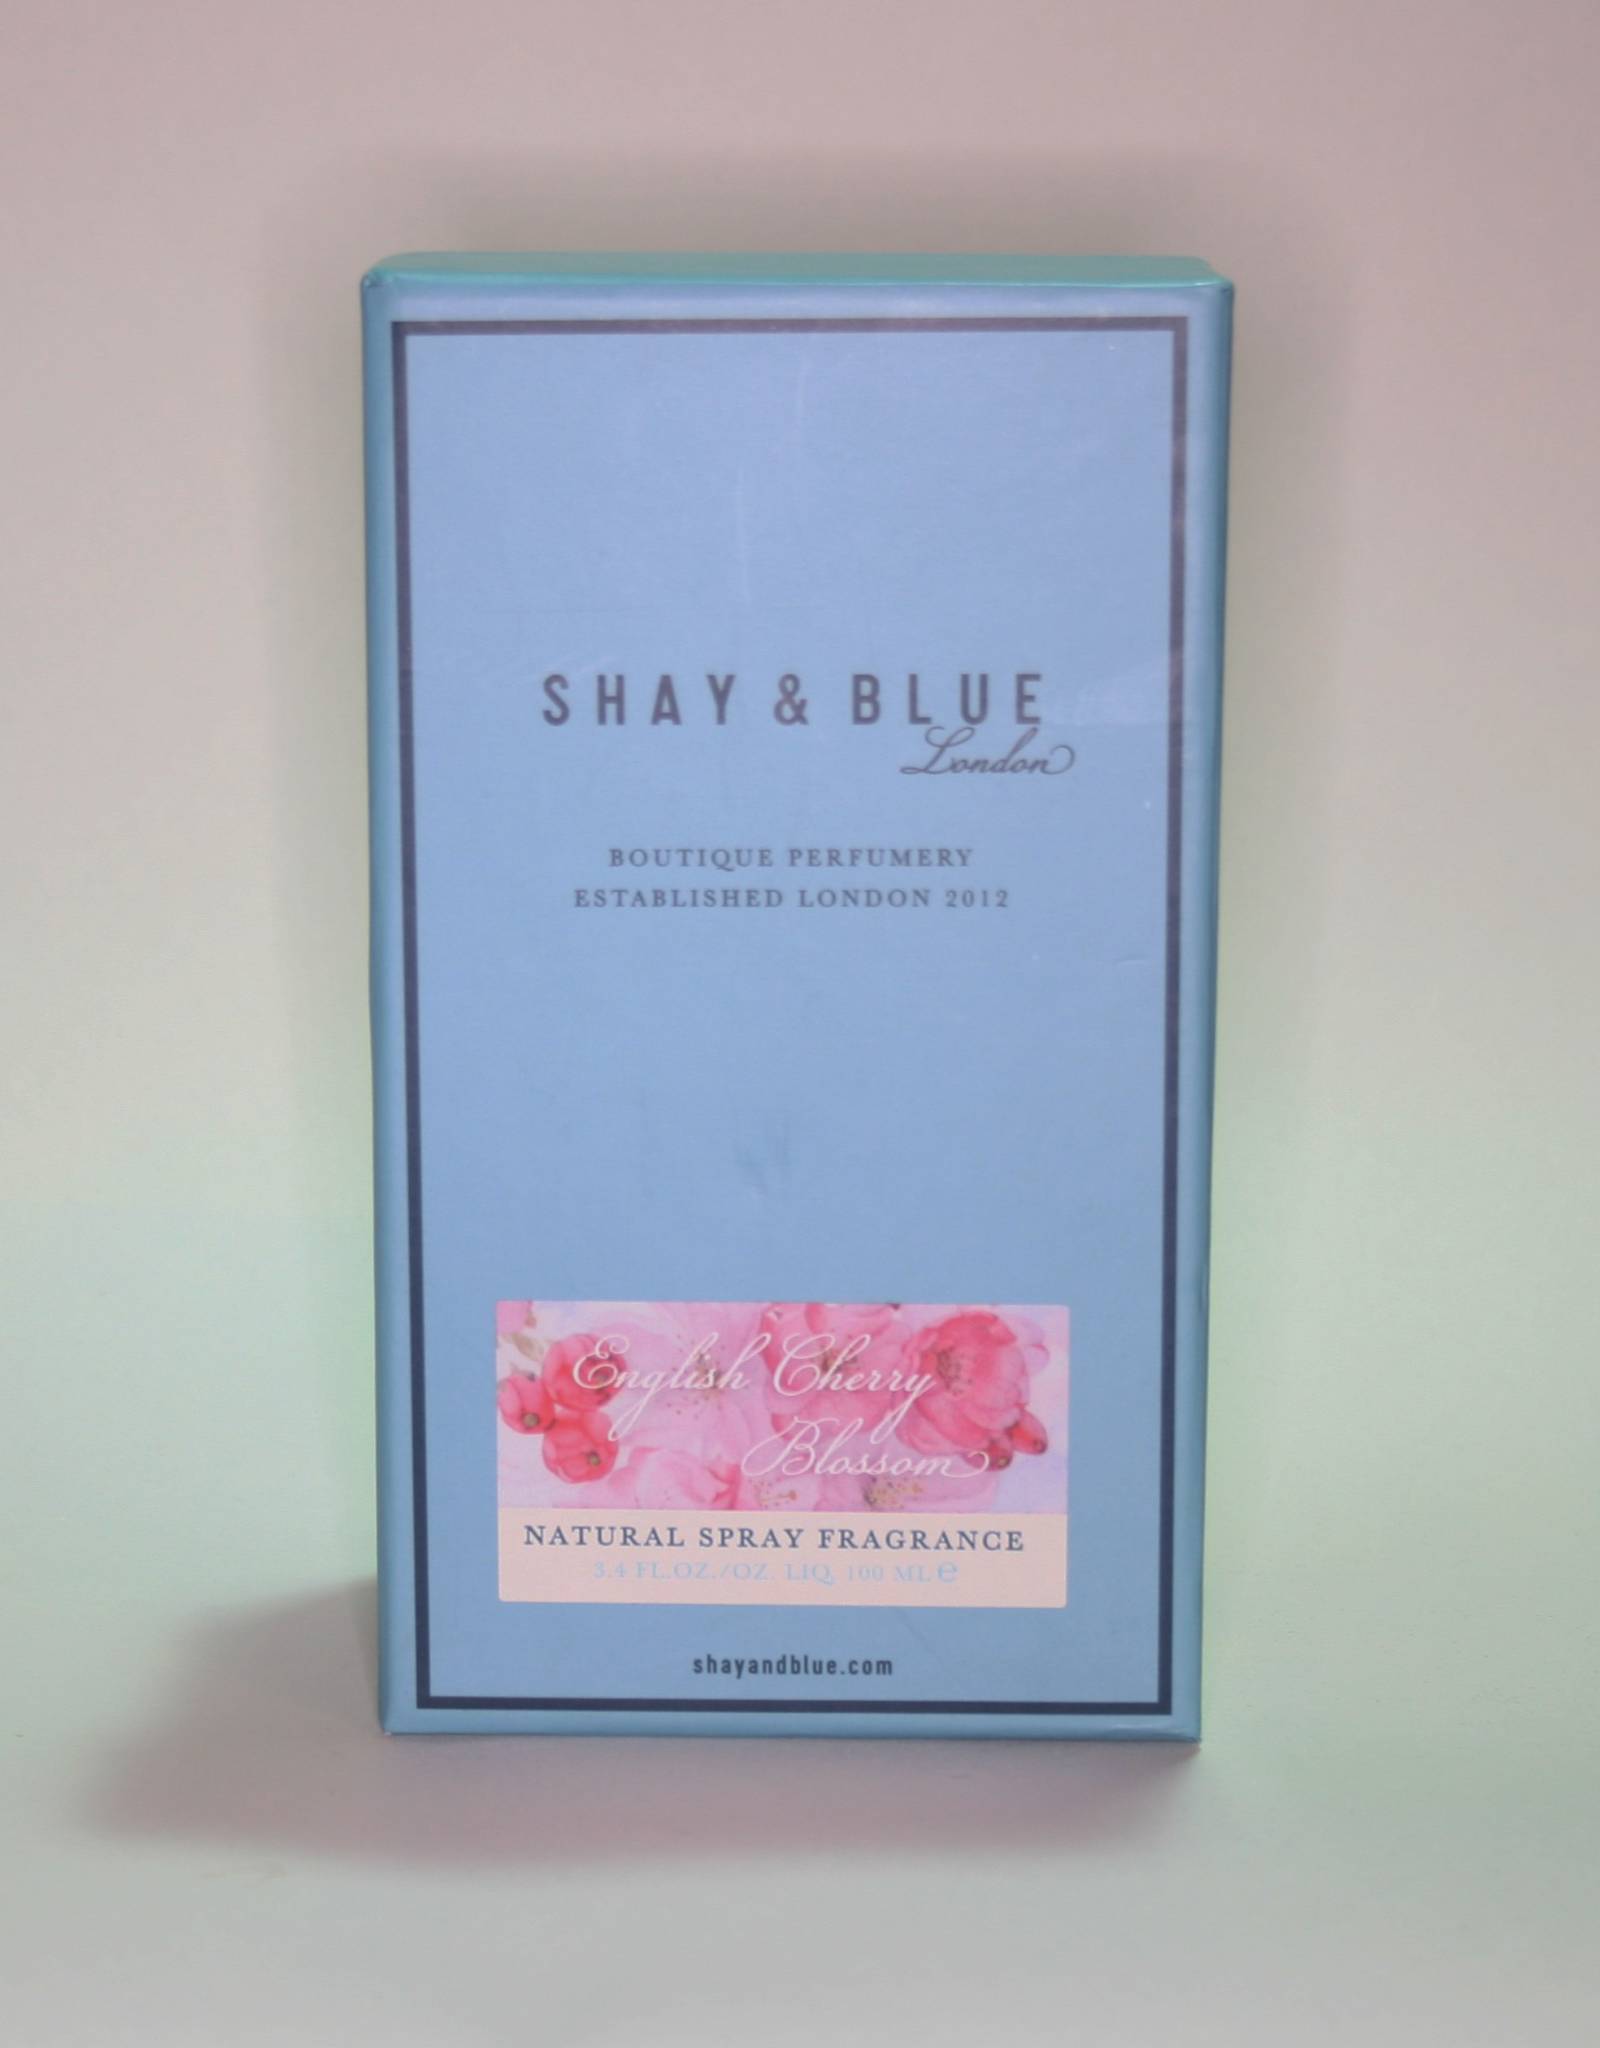 SHAY & BLUE
London
BOUTIQUE PERFUMERY
ESTABLISHED LONDON 2012
English Cherry
Blossom
NATURAL SPRAY FRAGRANCE
3.4 FL.OZ./OZ. LIQ. 100 ML ℮
shayandblue.com